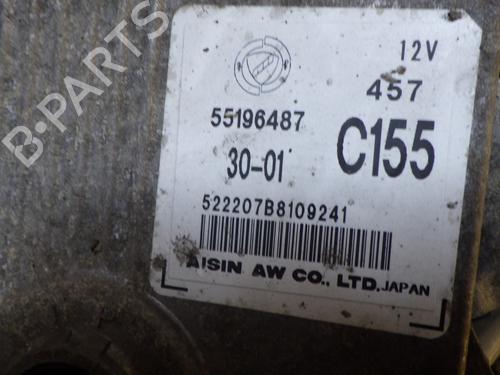 B-PARTS
12V
457
55196487
30-01
C155
522207B8109241
AISIN AW CO., LTD. JAPAN